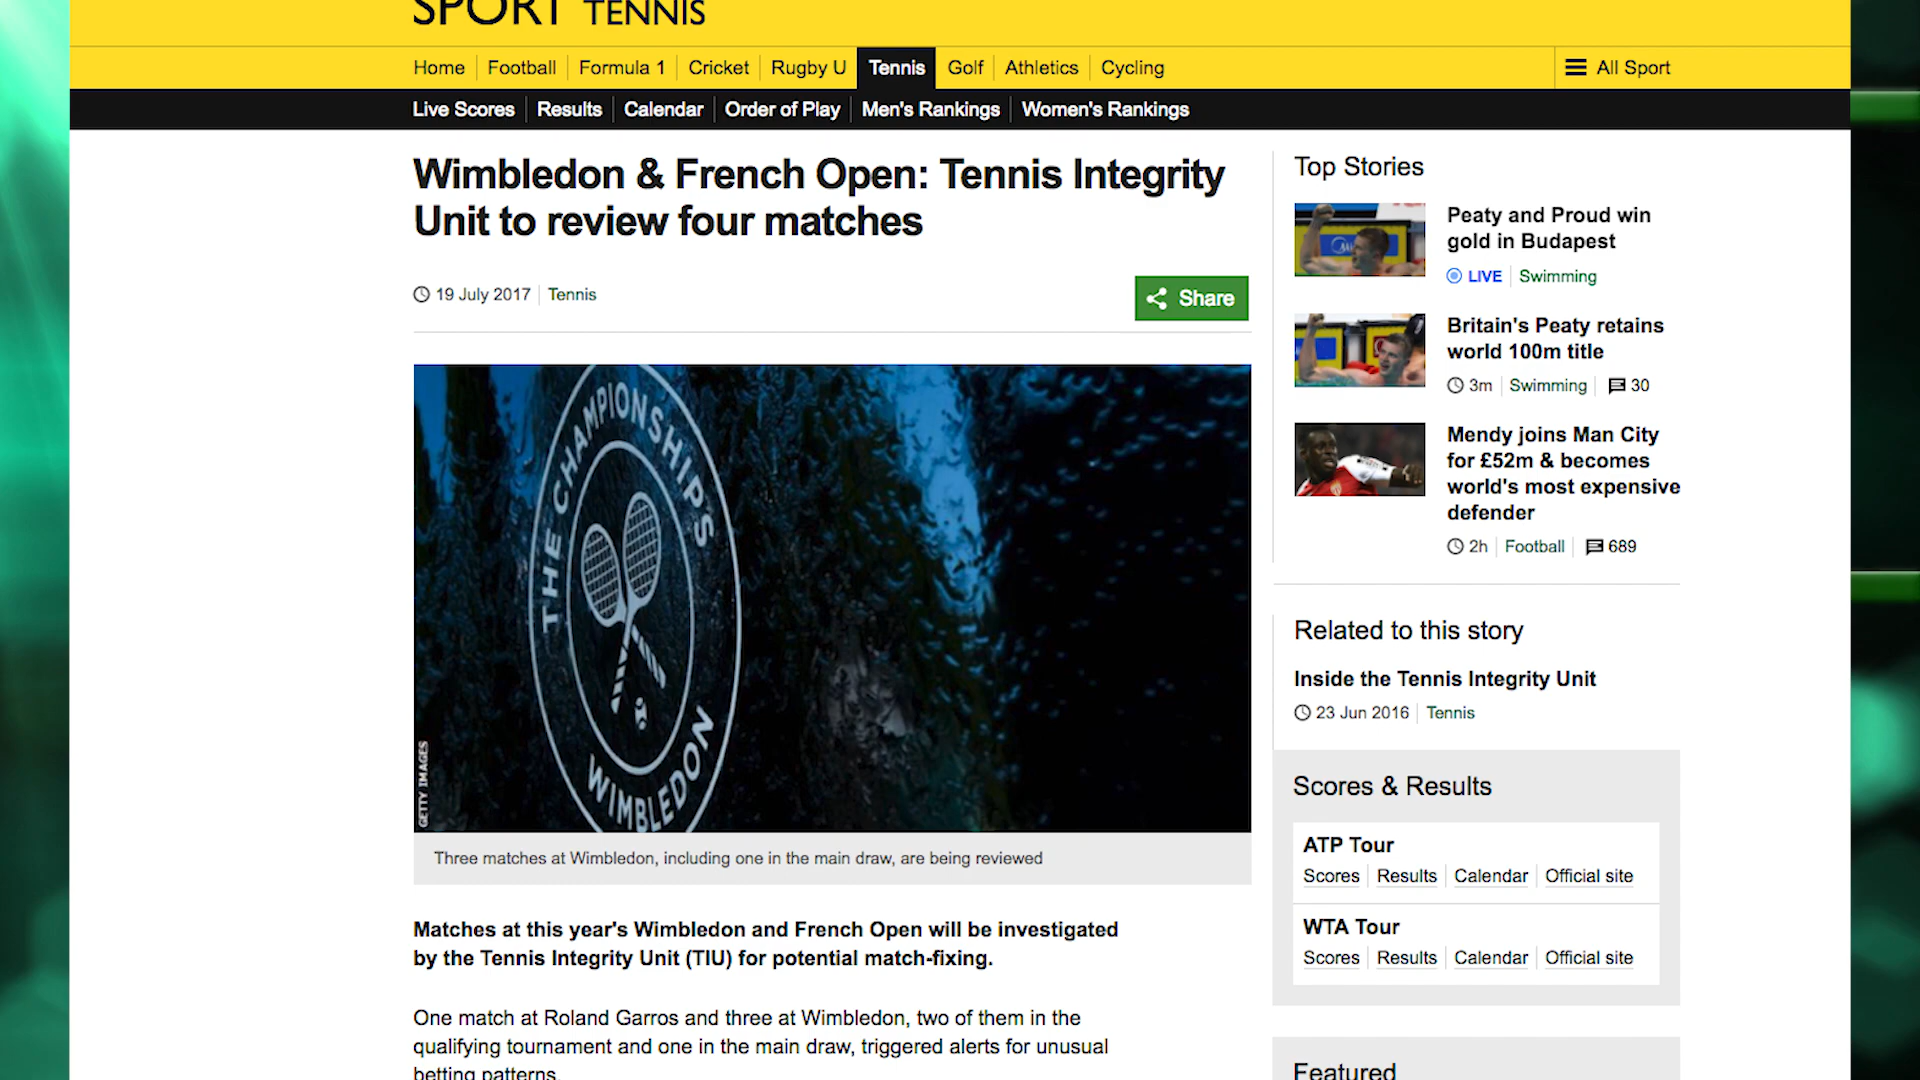 SPORT TENNIS
Home Football Formula 1 Cricket Rugby U Tennis Golf Athletics Cycling All Sport
Live Scores Results Calendar Order of Play Men's Rankings Women's Rankings
Wimbledon & French Open: Tennis Integrity
Unit to review four matches
19 July 2017 Tennis
Share
THE CHAMPIONSHIPS
WIMBLEDON
GETTY IMAGES
Three matches at Wimbledon, including one in the main draw, are being reviewed
Matches at this year's Wimbledon and French Open will be investigated
by the Tennis Integrity Unit (TIU) for potential match-fixing.
One match at Roland Garros and three at Wimbledon, two of them in the
qualifying tournament and one in the main draw, triggered alerts for unusual
betting patterns.
Top Stories
Peaty and Proud win
gold in Budapest
LIVE Swimming
Britain's Peaty retains
world 100m title
3m Swimming 30
Mendy joins Man City
for £52m & becomes
world's most expensive
defender
2h Football 689
Related to this story
Inside the Tennis Integrity Unit
23 Jun 2016 Tennis
Scores & Results
ATP Tour
Scores Results Calendar Official site
WTA Tour
Scores Results Calendar Official site
Featured